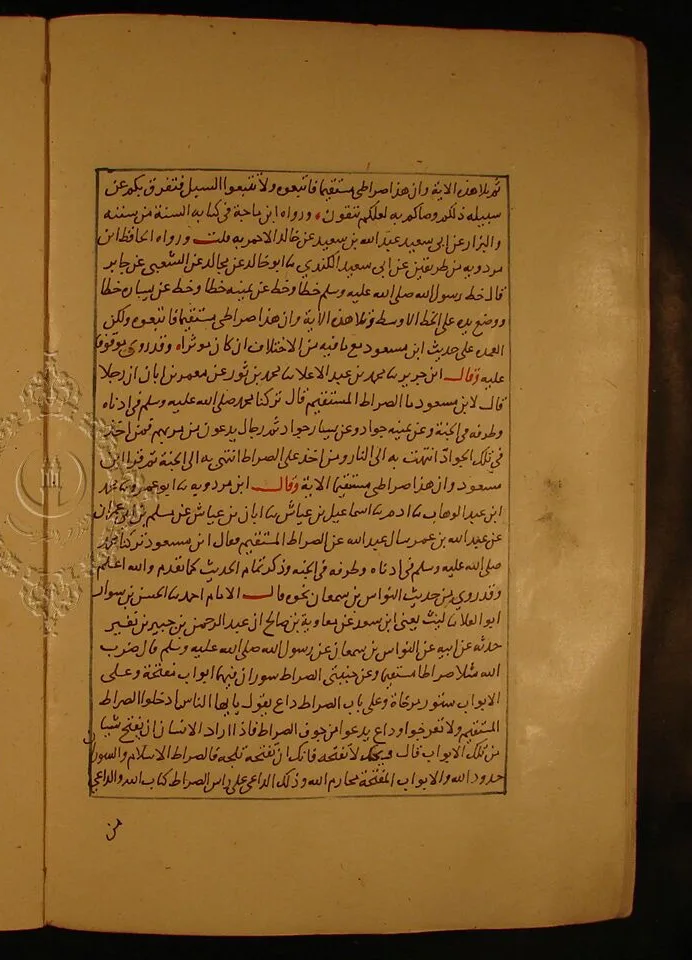 ثم تلا هذه الاية وان هذا صراطي مستقيما فاتبعوه ولا تتبعوا السبل فتفرق بكم عن
سبيله ذلكم وصاكم به لعلكم تتقون ورواه ابن ماجة في كتابه السنة من سننه
والبزار عن ابي سعيد عبد الله بن سعيد عن خالد الاحمر به قلت ورواه الحافظ ابن
مردويه من طريقين عن ابي سعيد الكندي ثنا ابو خالد عن مجالد عن الشعبي عن جابر
قال خط رسول الله صلى الله عليه وسلم خطا وخط عن يمينه خطا وخط عن يساره خطا
ووضع يده على الخط الاوسط وتلا هذه الاية وان هذا صراطي مستقيما فاتبعوه ولكن
العمدة على حديث ابن مسعود مع ما فيه من الاختلاف ان كان موثرا وقد روي موقوفا
عليه وقال ابن جرير ثنا محمد بن عبد الاعلا ثنا محمد بن ثور عن معمر عن ابان ان رجلا
قال لابن مسعود ما الصراط المستقيم قال تركنا محمد صلى الله عليه وسلم في ادناه
وطرفه في الجنة وعن يمينه جواد وعن يساره جواد ثم رجال يدعون من مر بهم فمن اخذ
في تلك الجواد انتهت به الى النار ومن اخذ على الصراط انتهى به الى الجنة ثم قرا ابن
مسعود وان هذا صراطي مستقيما الاية وقال ابن مردويه ثنا ابو عمرو ثنا محمد
ابن عبد الوهاب ثنا ادم ثنا اسماعيل بن عياش ثنا ابان بن عياش عن مسلم بن عمران
عن عبد الله بن عمر سال عبد الله عن الصراط المستقيم فقال ابن مسعود تركنا محمد
صلى الله عليه وسلم في ادناه وطرفه في الجنة وذكر تمام الحديث كما تقدم والله اعلم
وقد روي من حديث النواس بن سمعان نحوه قال الامام احمد ثنا الحسن بن سوار
ابو العلا ثنا ليث يعني ابن سعد عن معاوية بن صالح ان عبد الرحمن بن جبير بن نفير
حدثه عن ابيه عن النواس بن سمعان عن رسول الله صلى الله عليه وسلم قال ضرب
الله مثلا صراطا مستقيما وعن جنبتي الصراط سوران فيهما ابواب مفتحة وعلى
الابواب ستور مرخاة وعلى باب الصراط داع يقول يا ايها الناس ادخلوا الصراط
المستقيم ولا تعرجوا وداع يدعو من جوف الصراط فاذا اراد الانسان ان يفتح شيا
من تلك الابواب قال ويحك لا تفتحه فانك ان تفتحه تلجه فالصراط الاسلام والسوران
حدود الله والابواب المفتحة محارم الله وذلك الداعي على راس الصراط كتاب الله والداعي
من